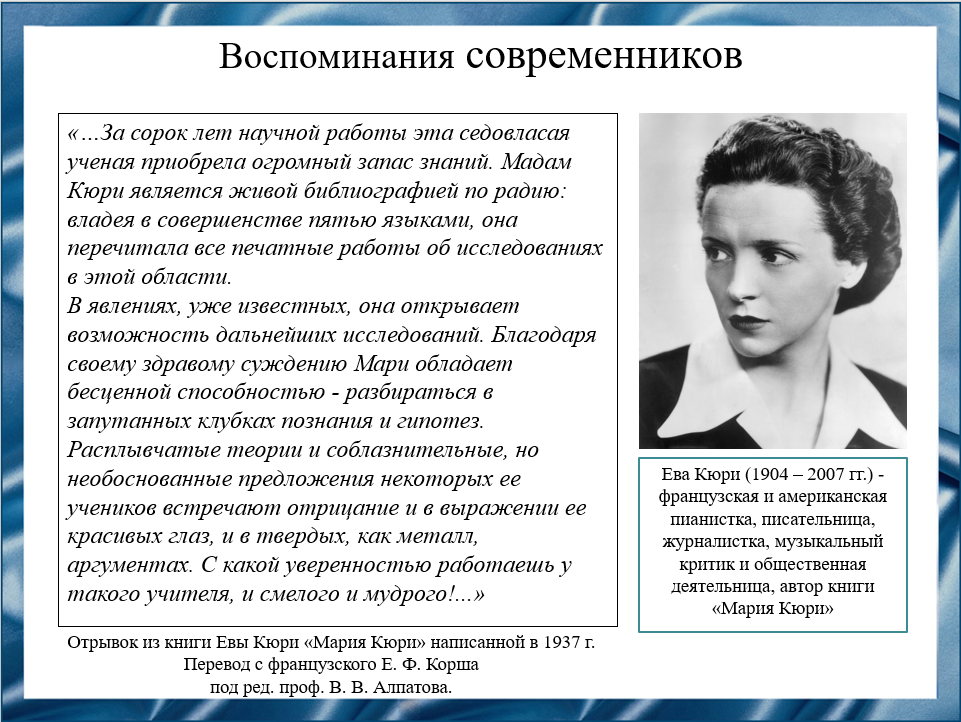 Воспоминания современников
«…За сорок лет научной работы эта седовласая
ученая приобрела огромный запас знаний. Мадам
Кюри является живой библиографией по радию:
владея в совершенстве пятью языками, она
перечитала все печатные работы об исследованиях
в этой области.
В явлениях, уже известных, она открывает
возможность дальнейших исследований. Благодаря
своему здравому суждению Мари обладает
бесценной способностью - разбираться в
запутанных клубках познания и гипотез.
Расплывчатые теории и соблазнительные, но
необоснованные предложения некоторых ее
учеников встречают отрицание и в выражении ее
красивых глаз, и в твердых, как металл,
аргументах. С какой уверенностью работаешь у
такого учителя, и смелого и мудрого!...»
Отрывок из книги Евы Кюри «Мария Кюри» написанной в 1937 г.
Перевод с французского Е. Ф. Корша
под ред. проф. В. В. Алпатова.
Ева Кюри (1904 – 2007 гг.) -
французская и американская
пианистка, писательница,
журналистка, музыкальный
критик и общественная
деятельница, автор книги
«Мария Кюри»